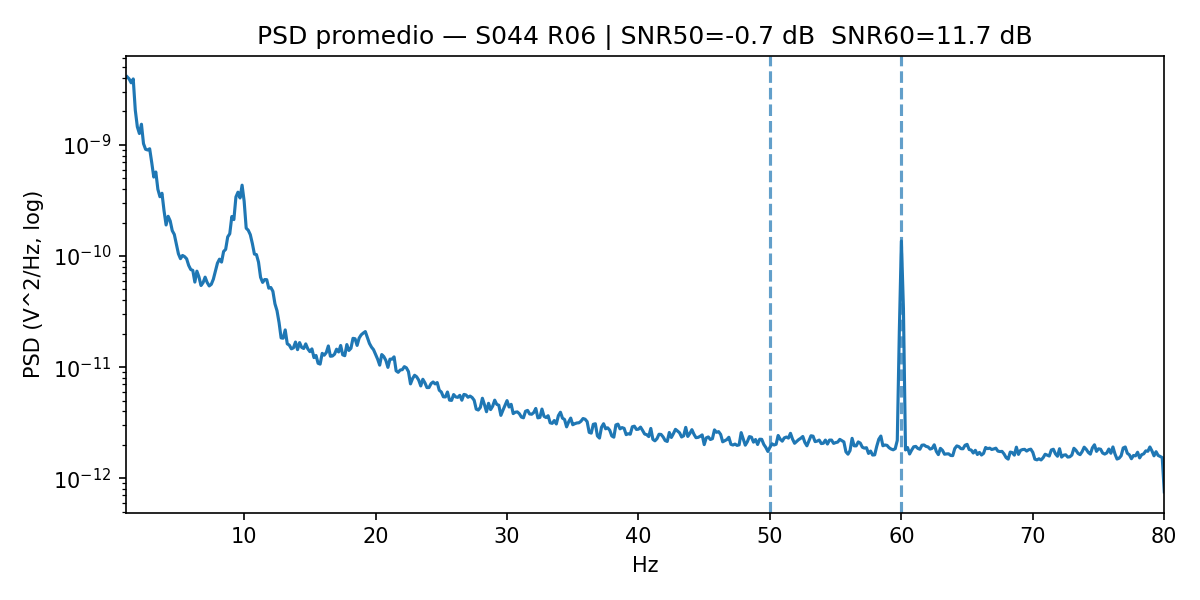 PSD promedio — S044 R06 | SNR50=-0.7 dB  SNR60=11.7 dB
PSD (V^2/Hz, log)
10⁻⁹
10⁻¹⁰
10⁻¹¹
10⁻¹²
10 20 30 40 50 60 70 80
Hz